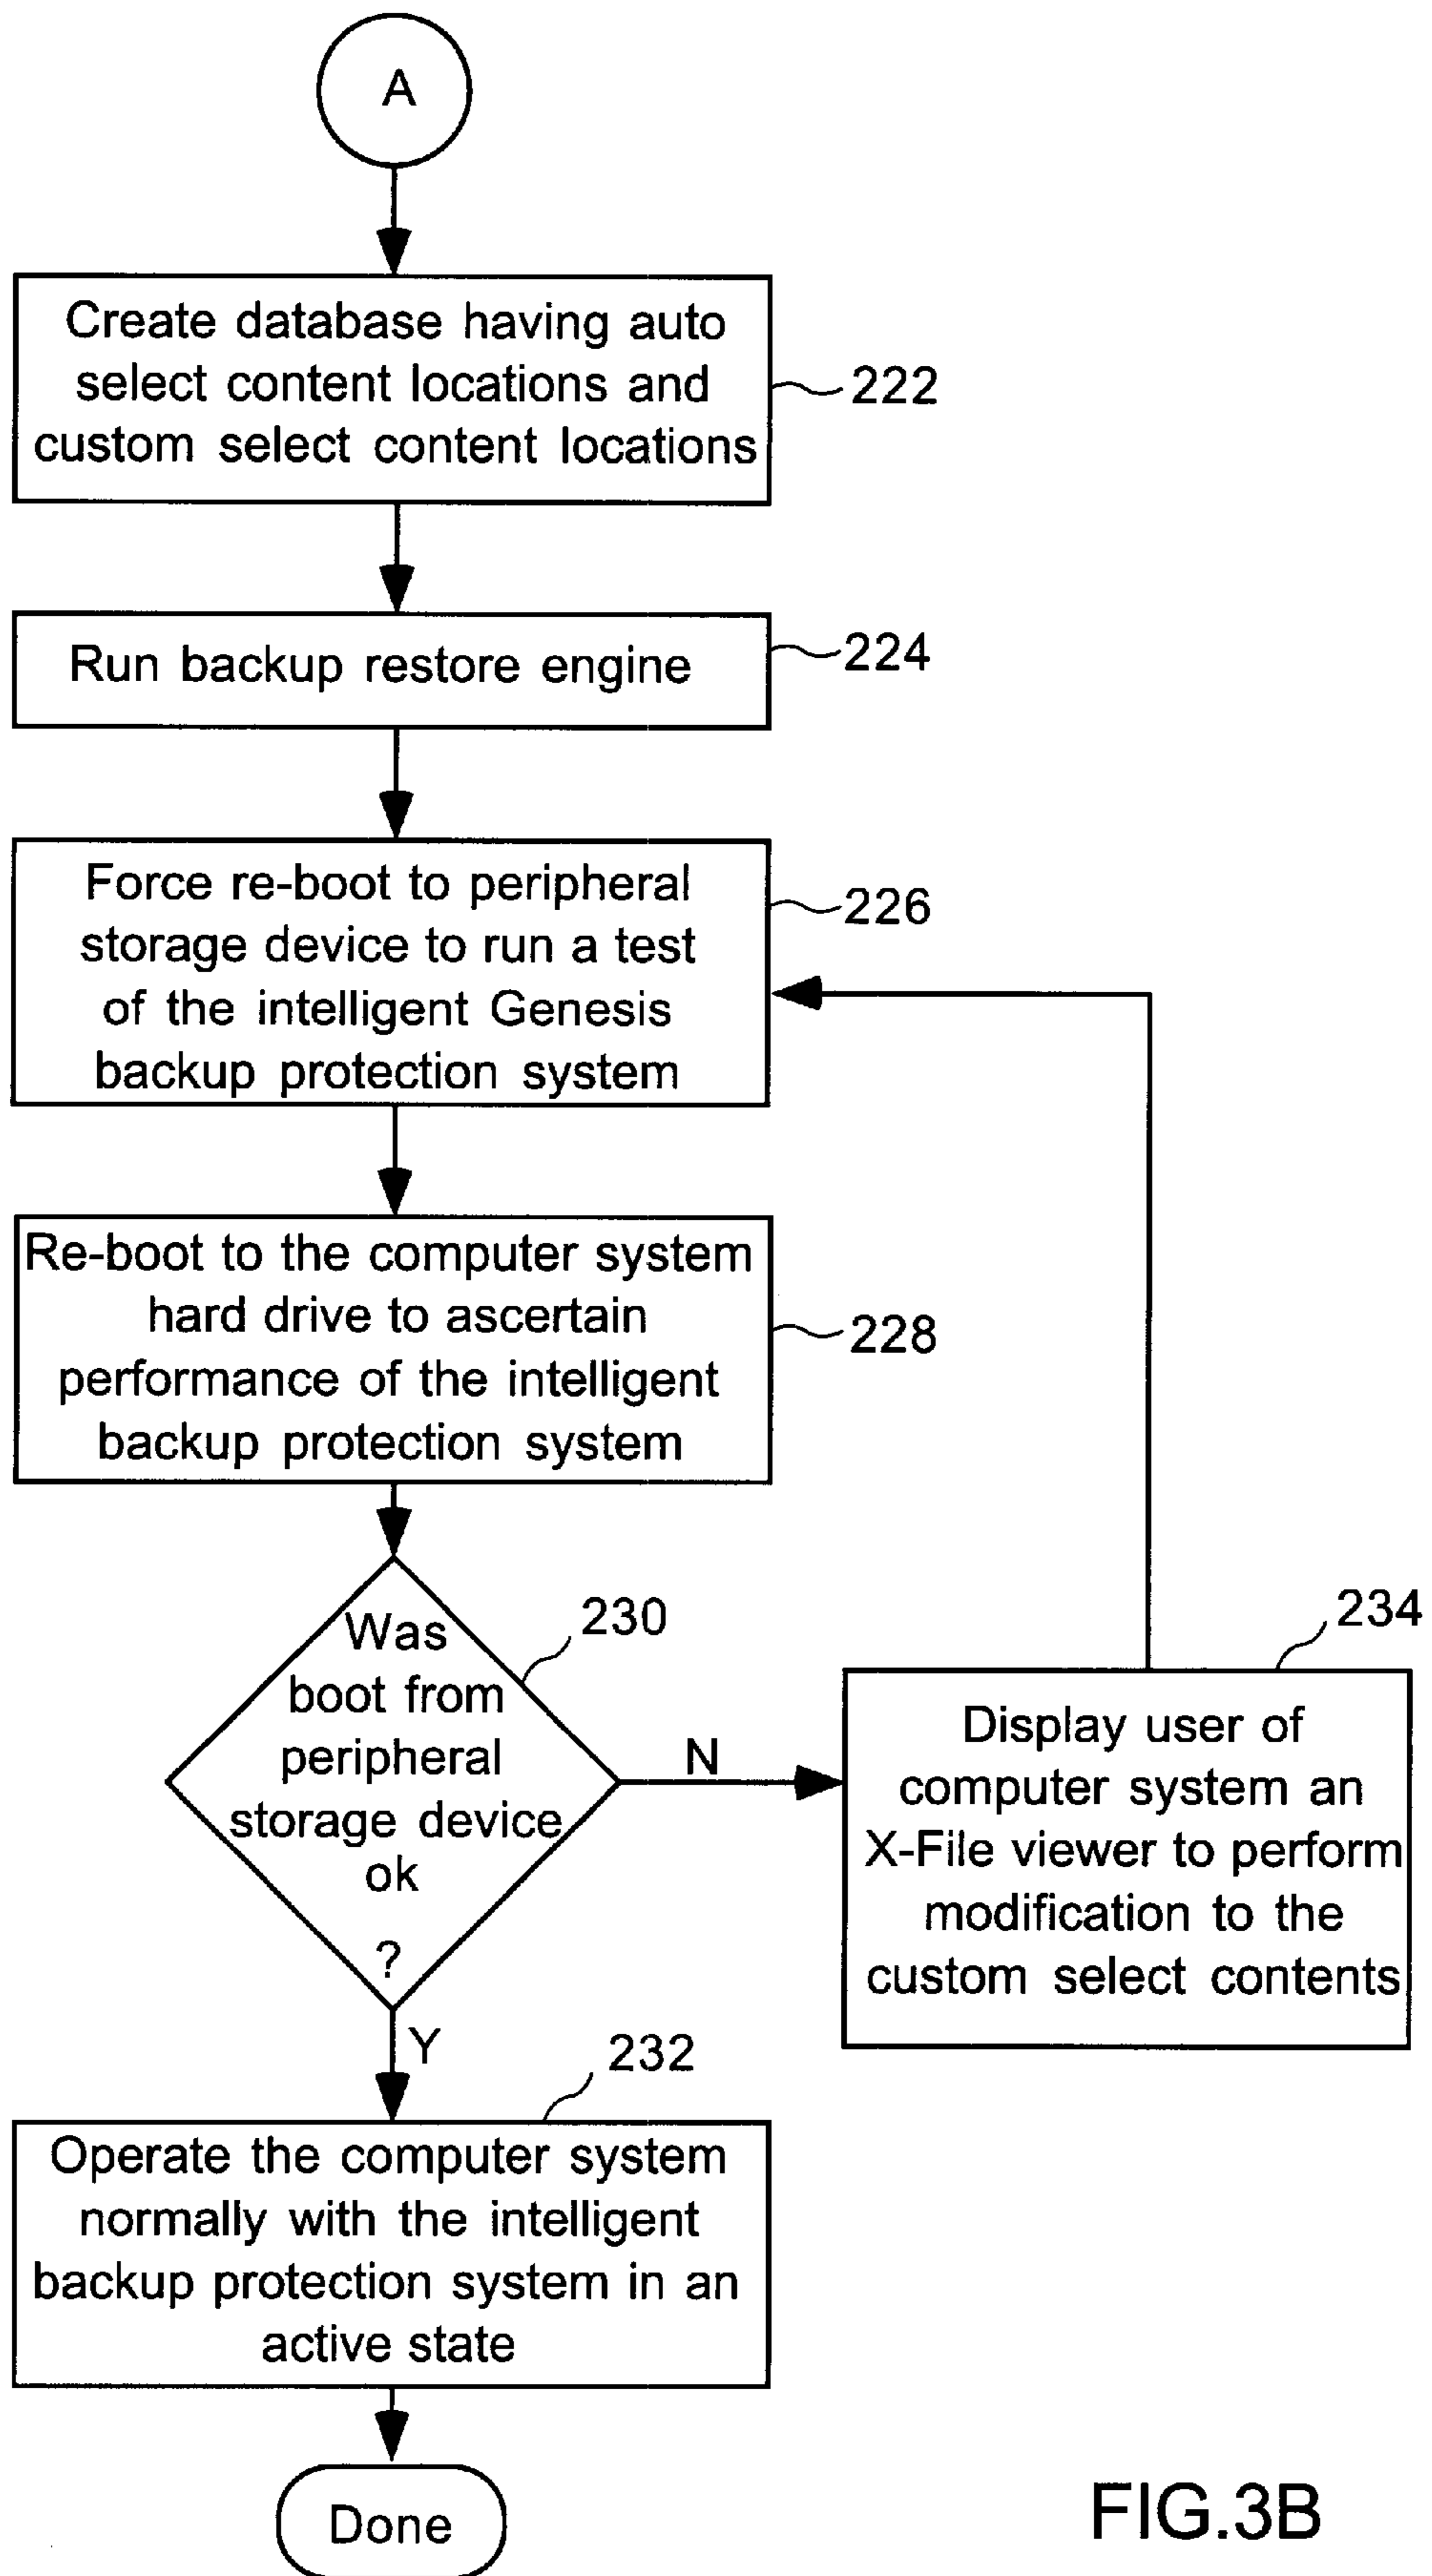 A
Create database having auto
select content locations and
custom select content locations
222
Run backup restore engine
224
Force re-boot to peripheral
storage device to run a test
of the intelligent Genesis
backup protection system
226
Re-boot to the computer system
hard drive to ascertain
performance of the intelligent
backup protection system
228
Was
boot from
peripheral
storage device
ok
?
230
N
Display user of
computer system an
X-File viewer to perform
modification to the
custom select contents
234
Y
Operate the computer system
normally with the intelligent
backup protection system in an
active state
232
Done
FIG.3B